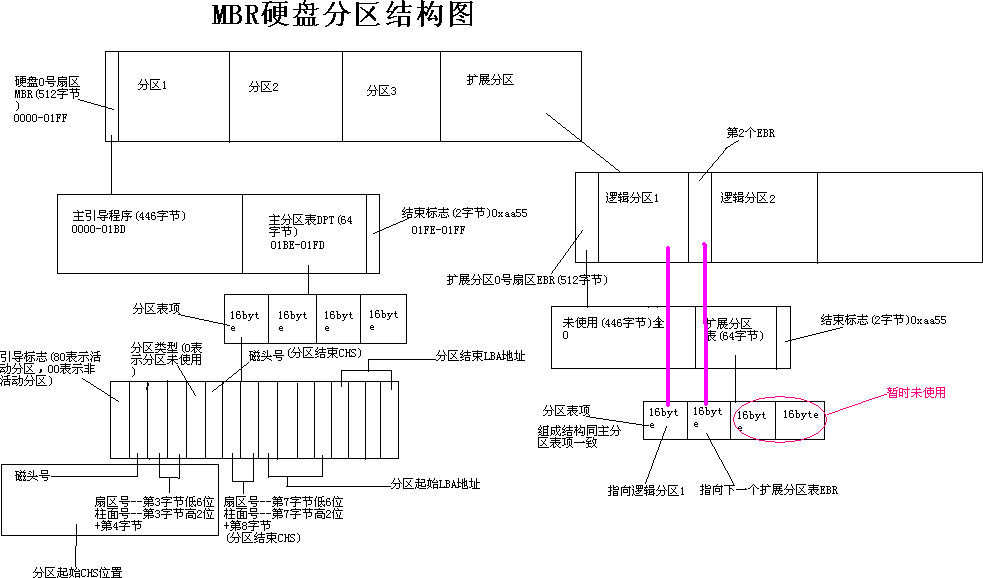 MBR硬盘分区结构图
硬盘0号扇区
MBR(512字节
)
0000-01FF
分区1
分区2
分区3
扩展分区
第2个EBR
主引导程序(446字节)
0000-01BD
主分区表DPT(64
字节)
01BE-01FD
结束标志(2字节)0xaa55
01FE-01FF
逻辑分区1
逻辑分区2
扩展分区0号扇区EBR(512字节)
分区表项
16byt
e
16byt
e
16byt
e
16byt
e
未使用(446字节)全
0
扩展分区
表(64字节)
结束标志(2字节)0xaa55
引导标志(80表示活
动分区，00表示非
活动分区)
分区类型(0表
示分区未使用
)
磁头号(分区结束CHS)
分区结束LBA地址
分区表项
组成结构同主分
区表项一致
16byt
e
16byt
e
16byt
e
16byte
暂时未使用
指向逻辑分区1
指向下一个扩展分区表EBR
磁头号
扇区号--第3字节低6位
柱面号--第3字节高2位
+第4字节
扇区号--第7字节低6位
柱面号--第7字节高2位
+第8字节
(分区结束CHS)
分区起始LBA地址
分区起始CHS位置